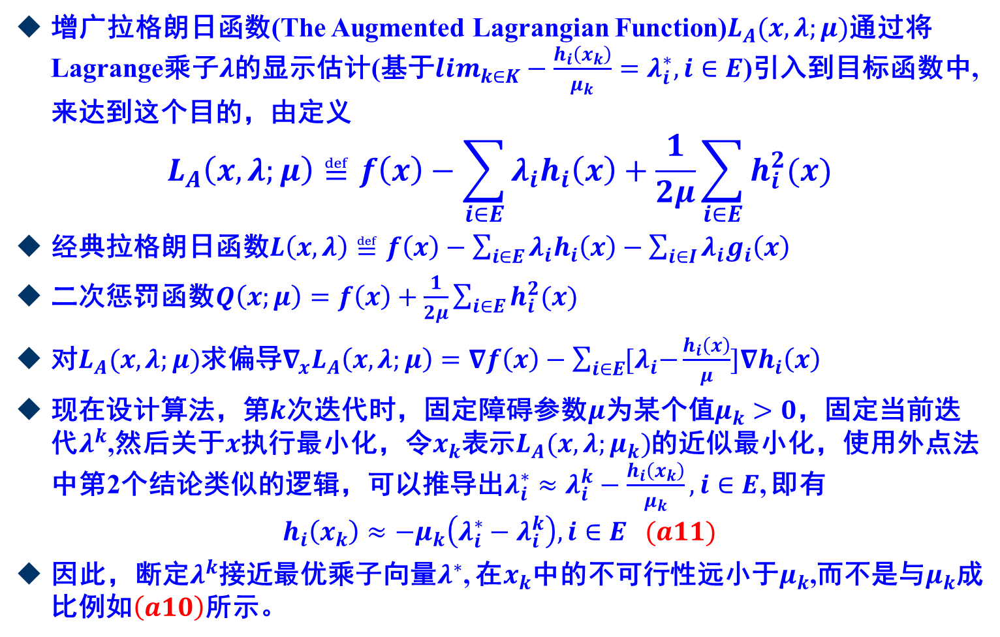 ◆ 增广拉格朗日函数(The Augmented Lagrangian Function)$L_A(x,\lambda;\mu)$通过将
Lagrange乘子$\lambda$的显示估计(基于$lim_{k\in K}-\frac{h_i(x_k)}{\mu_k}=\lambda_i^*,i\in E$)引入到目标函数中,
来达到这个目的，由定义
$L_A(x,\lambda;\mu)\overset{\text{def}}{=}f(x)-\sum_{i\in E}\lambda_i h_i(x)+\frac{1}{2\mu}\sum_{i\in E}h_i^2(x)$
◆ 经典拉格朗日函数$L(x,\lambda)\overset{\text{def}}{=}f(x)-\sum_{i\in E}\lambda_i h_i(x)-\sum_{i\in I}\lambda_i g_i(x)$
◆ 二次惩罚函数$Q(x;\mu)=f(x)+\frac{1}{2\mu}\sum_{i\in E}h_i^2(x)$
◆ 对$L_A(x,\lambda;\mu)$求偏导$\nabla_x L_A(x,\lambda;\mu)=\nabla f(x)-\sum_{i\in E}[\lambda_i-\frac{h_i(x)}{\mu}]\nabla h_i(x)$
◆ 现在设计算法，第$k$次迭代时，固定障碍参数$\mu$为某个值$\mu_k>0$，固定当前迭
代$\lambda^k$,然后关于$x$执行最小化，令$x_k$表示$L_A(x,\lambda;\mu_k)$的近似最小化，使用外点法
中第2个结论类似的逻辑，可以推导出$\lambda_i^*\approx\lambda_i^k-\frac{h_i(x_k)}{\mu_k},i\in E$,即有
$h_i(x_k)\approx-\mu_k(\lambda_i^*-\lambda_i^k),i\in E$ $(a11)$
◆ 因此，断定$\lambda^k$接近最优乘子向量$\lambda^*$,在$x_k$中的不可行性远小于$\mu_k$,而不是与$\mu_k$成
比例如$(a10)$所示。